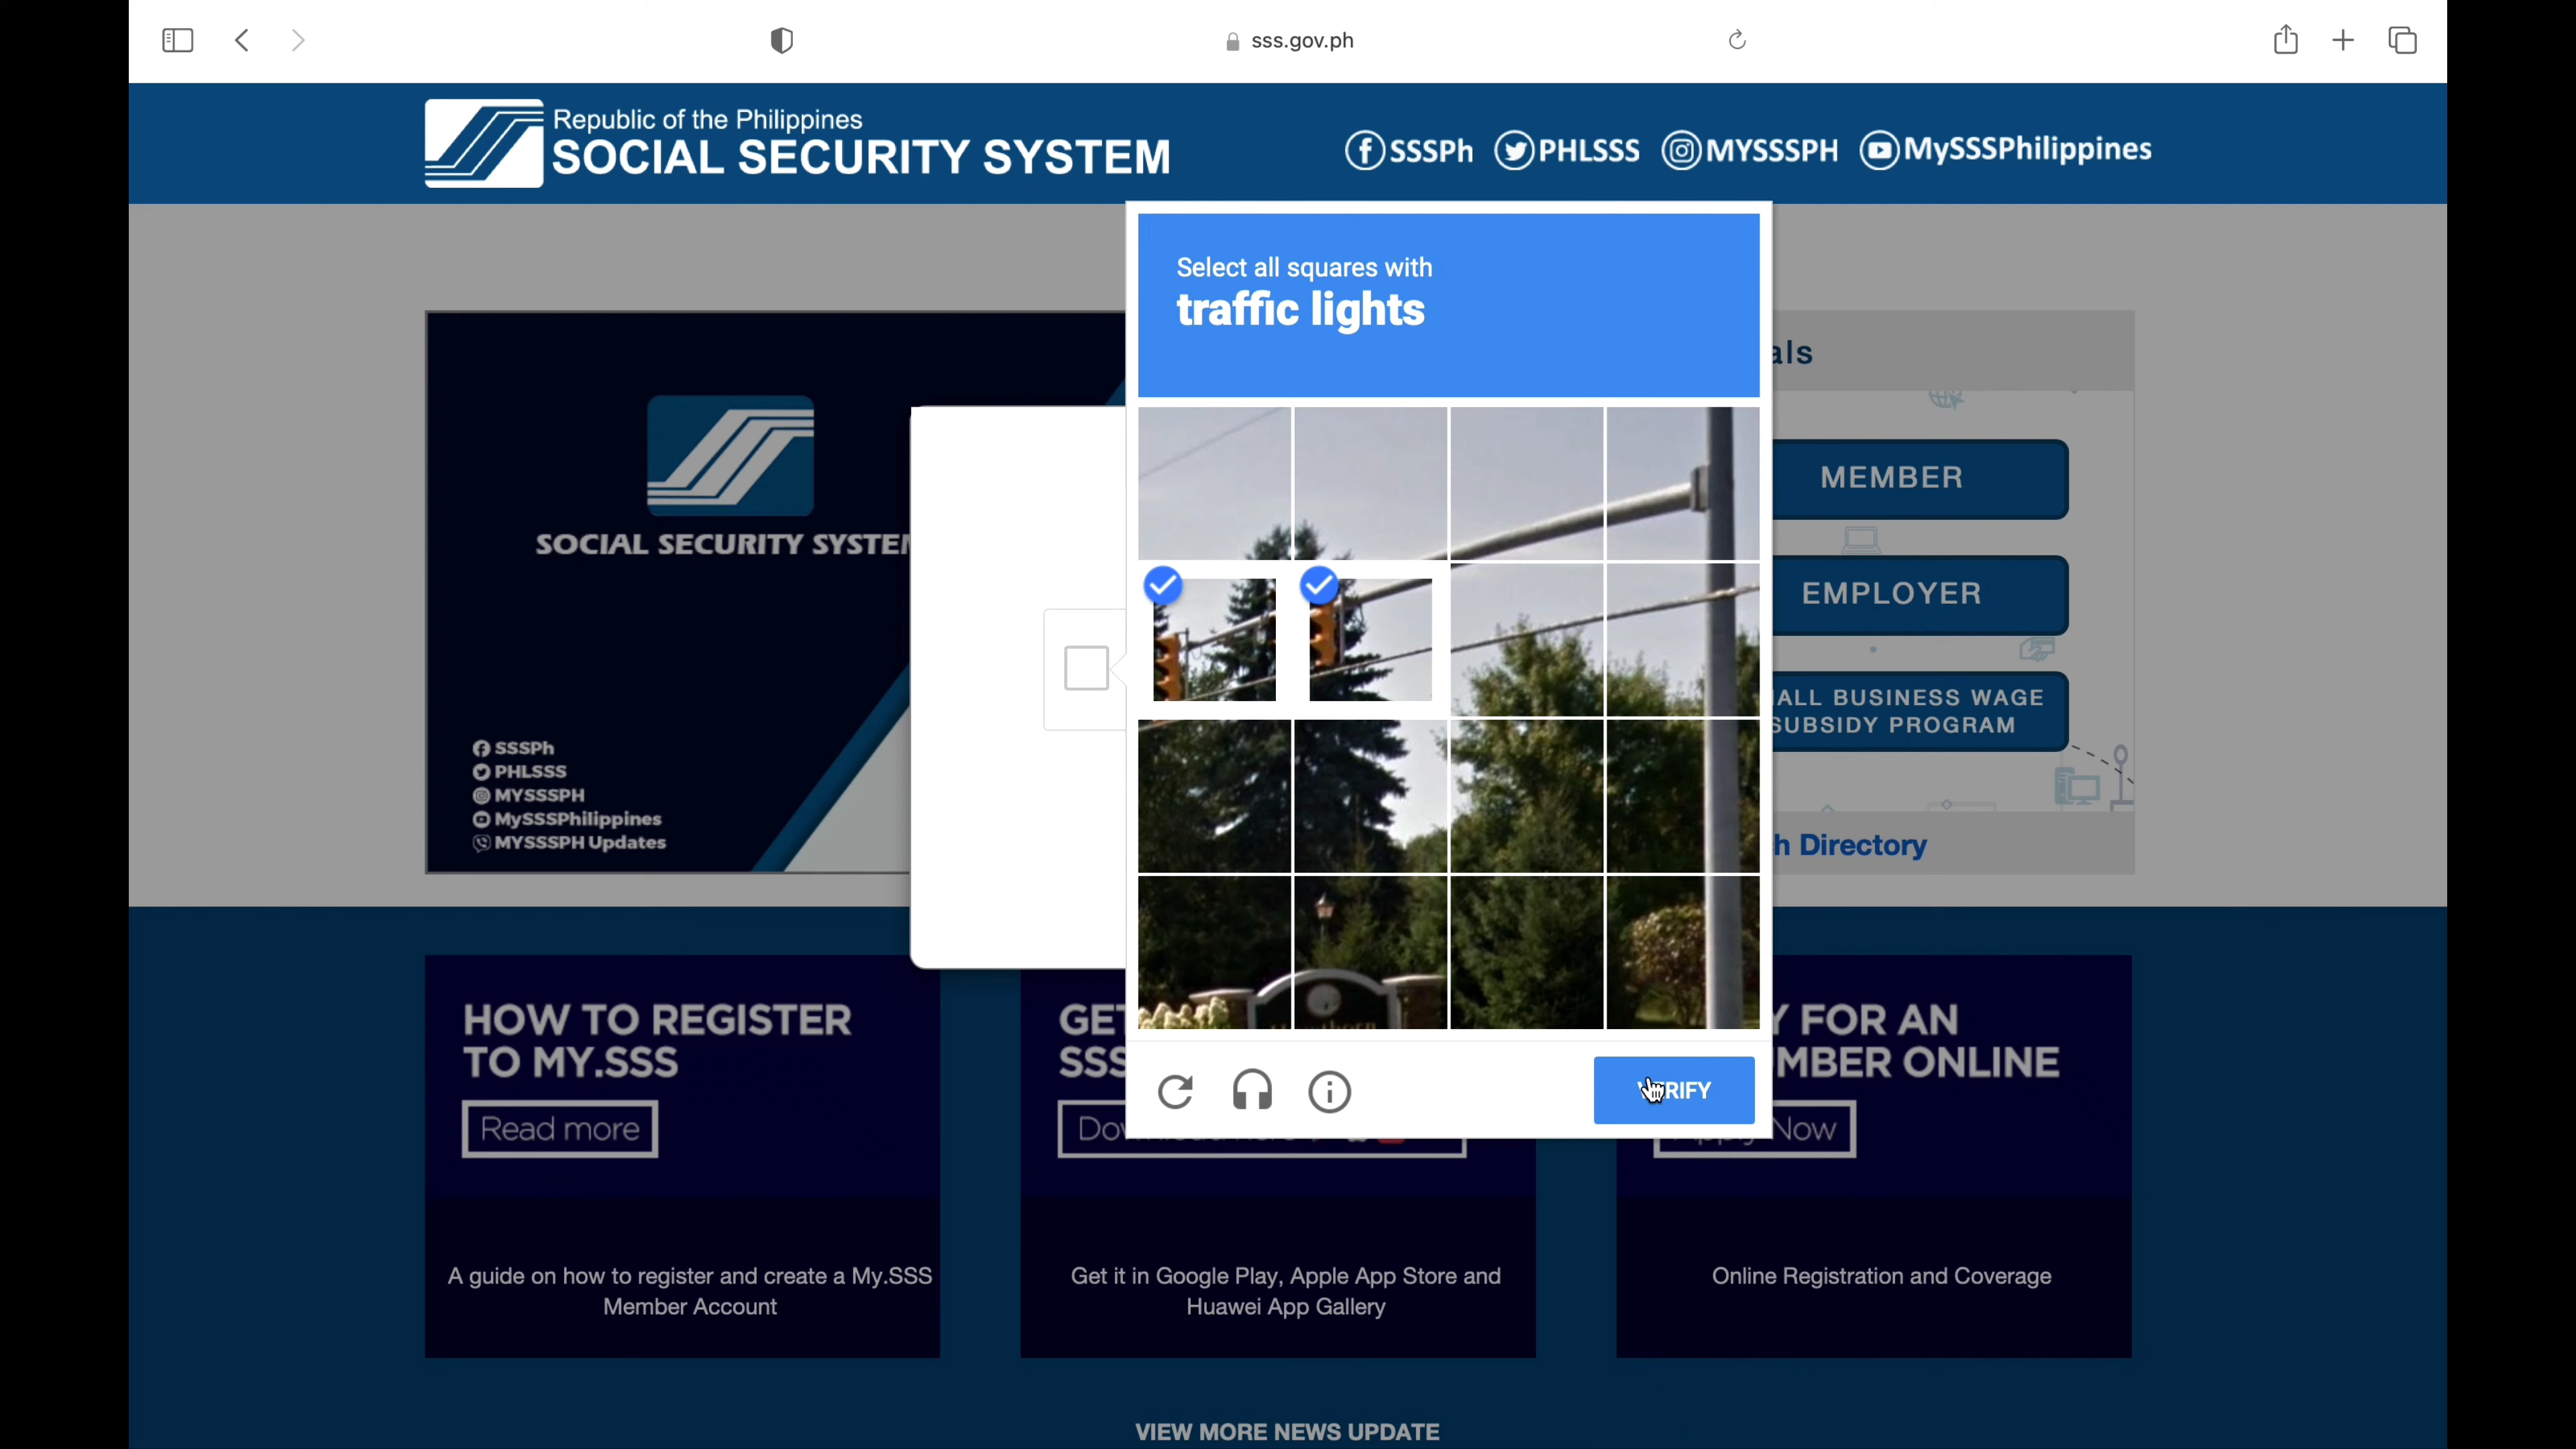 sss.gov.ph
Republic of the Philippines
SOCIAL SECURITY SYSTEM
SSSPh PHLSSS MYSSSPH MySSSPhilippines
Select all squares with
traffic lights
als
MEMBER
EMPLOYER
ALL BUSINESS WAGE
SUBSIDY PROGRAM
h Directory
SOCIAL SECURITY SYSTE
SSSPh
PHLSSS
MYSSSPH
MySSSPhilippines
MYSSSPH Updates
VERIFY
HOW TO REGISTER
TO MY.SSS
Read more
A guide on how to register and create a My.SSS
Member Account
GET
SSS
Get it in Google Play, Apple App Store and
Huawei App Gallery
Y FOR AN
MBER ONLINE
Apply Now
Online Registration and Coverage
VIEW MORE NEWS UPDATE